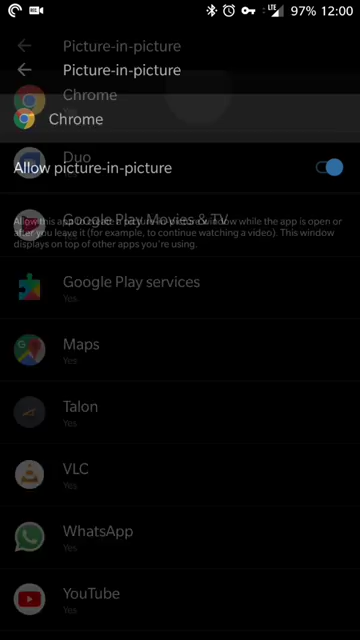 97% 12:00
LTE
Picture-in-picture
Picture-in-picture
Chrome
Chrome
Duo
Allow picture-in-picture
Google Play Movies & TV
Allow this app to create a picture-in-picture window while the app is open or
after you leave it (for example, to continue watching a video). This window
displays on top of other apps you're using.
Google Play services
Yes
Maps
Yes
Talon
Yes
VLC
Yes
WhatsApp
Yes
YouTube
Yes